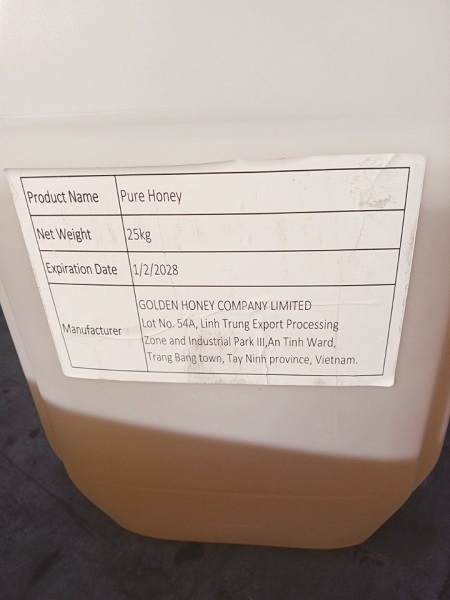 Product Name Pure Honey
Net Weight 25kg
Expiration Date 1/2/2028
Manufacturer
GOLDEN HONEY COMPANY LIMITED
Lot No. 54A, Linh Trung Export Processing
Zone and Industrial Park III,An Tinh Ward,
Trang Bang town, Tay Ninh province, Vietnam.